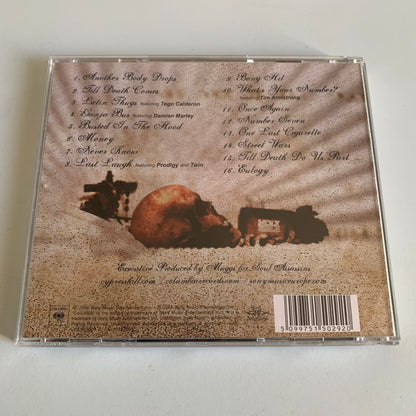 1. Another Body Drops
2. Till Death Comes
3. Latin Thugs featuring Tego Calderon
4. Ganja Bus featuring Damian Marley
5. Busted In The Hood
6. Money
7. Never Know
8. Last Laugh featuring Prodigy and Twin
9. Bong Hit
10. What's Your Number?
featuring Tim Armstrong
11. Once Again
12. Number Seven
13. One Last Cigarette
14. Street Wars
15. Till Death Do Us Part...
16. Eulogy
Executive Produced by Muggs for Soul Assassins
cypresshill.com/columbiarecords.com/sonymusiceurope.com
5 099751 502920